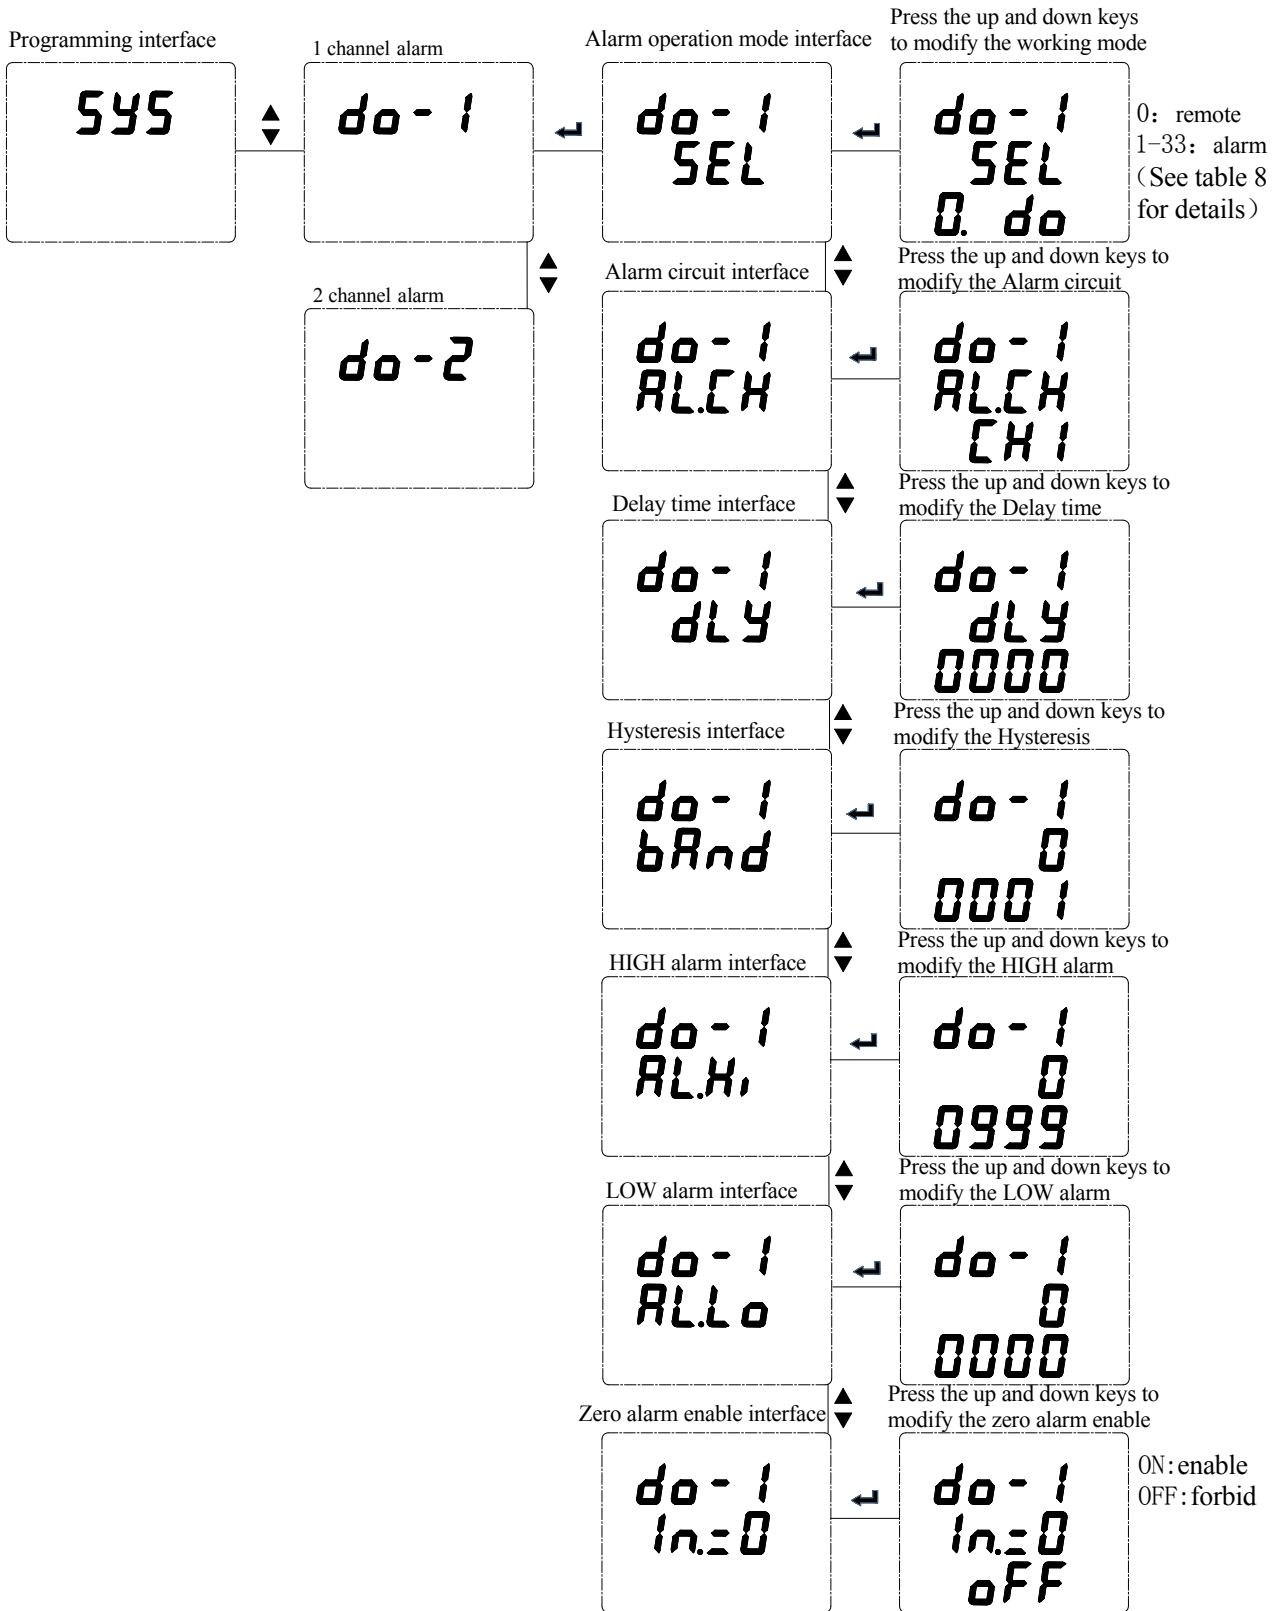 Programming interface
SYS
1 channel alarm
do-1
2 channel alarm
do-2
Alarm operation mode interface
do-1
SEL
Press the up and down keys
to modify the working mode
do-1
SEL
0. do
0: remote
1-33: alarm
(See table 8
for details)
Alarm circuit interface
do-1
AL.CH
Press the up and down keys to
modify the Alarm circuit
do-1
AL.CH
CH1
Delay time interface
do-1
dLY
Press the up and down keys to
modify the Delay time
do-1
dLY
0000
Hysteresis interface
do-1
bAnd
Press the up and down keys to
modify the Hysteresis
do-1
0
0001
HIGH alarm interface
do-1
AL.Hi
Press the up and down keys to
modify the HIGH alarm
do-1
0
0999
LOW alarm interface
do-1
AL.Lo
Press the up and down keys to
modify the LOW alarm
do-1
0
0000
Zero alarm enable interface
do-1
In.=0
Press the up and down keys to
modify the zero alarm enable
do-1
In.=0
oFF
ON:enable
OFF:forbid